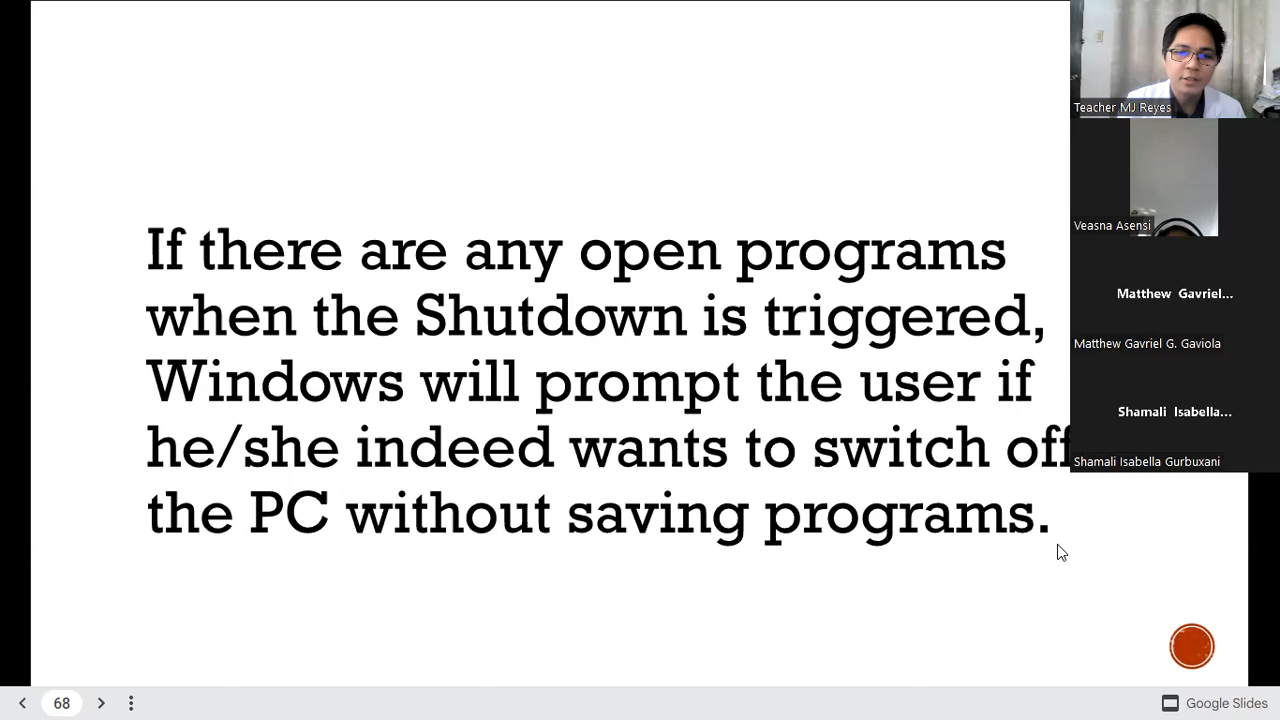 If there are any open programs
when the Shutdown is triggered,
Windows will prompt the user if
he/she indeed wants to switch off
the PC without saving programs.
Teacher MJ Reyes
Veasna Asensi
Matthew Gavriel...
Matthew Gavriel G. Gaviola
Shamali Isabella...
Shamali Isabella Gurbuxani
68
Google Slides